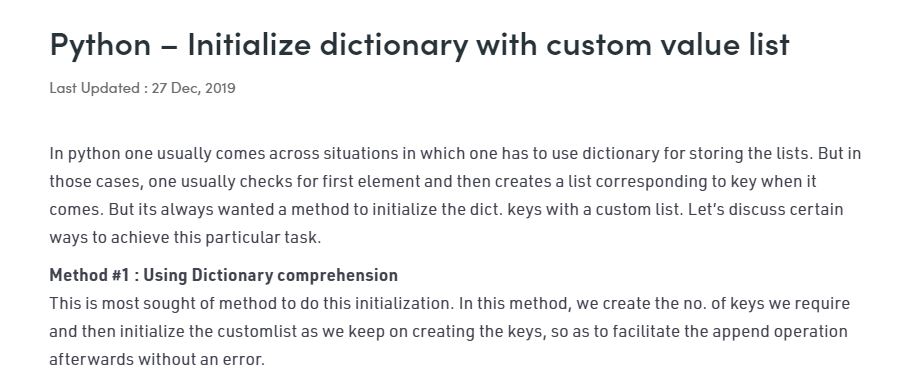 Python – Initialize dictionary with custom value list
Last Updated : 27 Dec, 2019
In python one usually comes across situations in which one has to use dictionary for storing the lists. But in
those cases, one usually checks for first element and then creates a list corresponding to key when it
comes. But its always wanted a method to initialize the dict. keys with a custom list. Let's discuss certain
ways to achieve this particular task.
Method #1 : Using Dictionary comprehension
This is most sought of method to do this initialization. In this method, we create the no. of keys we require
and then initialize the customlist as we keep on creating the keys, so as to facilitate the append operation
afterwards without an error.